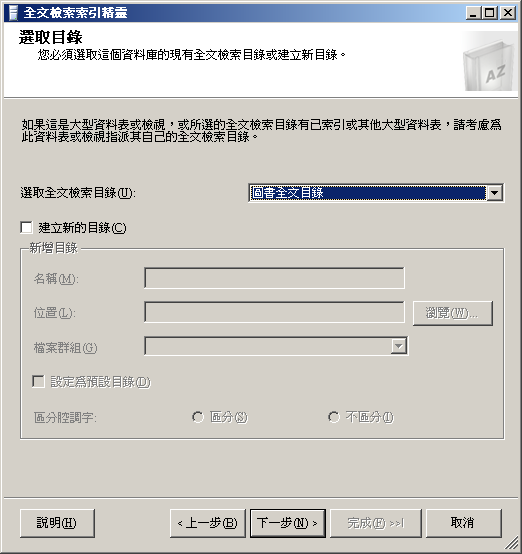 全文檢索索引精靈
選取目錄
您必須選取這個資料庫的現有全文檢索目錄或建立新目錄。
AZ
如果這是大型資料表或檢視，或所選的全文檢索目錄有已索引或其他大型資料表，請考慮為
此資料表或檢視指派其自己的全文檢索目錄。
選取全文檢索目錄(U): 圖書全文目錄
建立新的目錄(C)
新增目錄
名稱(M):
位置(L): 瀏覽(W)...
檔案群組(G)
設定為預設目錄(D)
區分腔調字: 區分(S) 不區分(I)
說明(H) < 上一步(B) 下一步(N) > 完成(F) >>| 取消